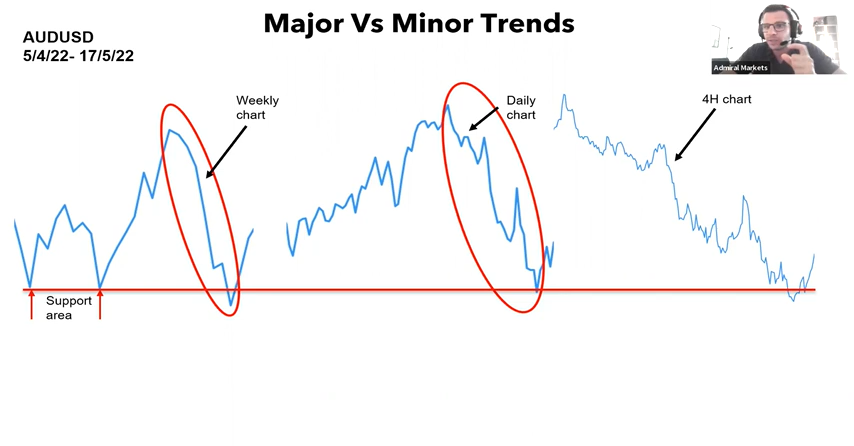 Major Vs Minor Trends
AUDUSD
5/4/22- 17/5/22
Admiral Markets
Weekly
chart
Daily
chart
4H chart
Support
area